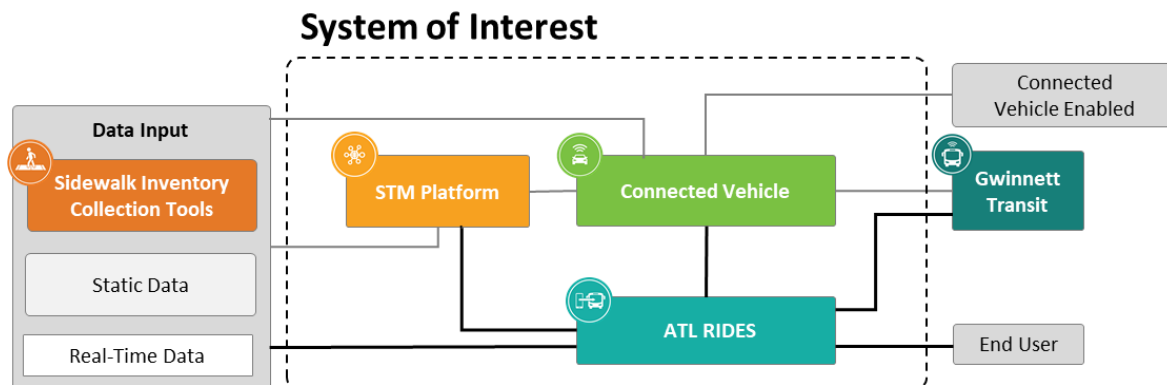 System of Interest
Data Input
Sidewalk Inventory
Collection Tools
Static Data
Real-Time Data
STM Platform
Connected Vehicle
ATL RIDES
Connected
Vehicle Enabled
Gwinnett
Transit
End User